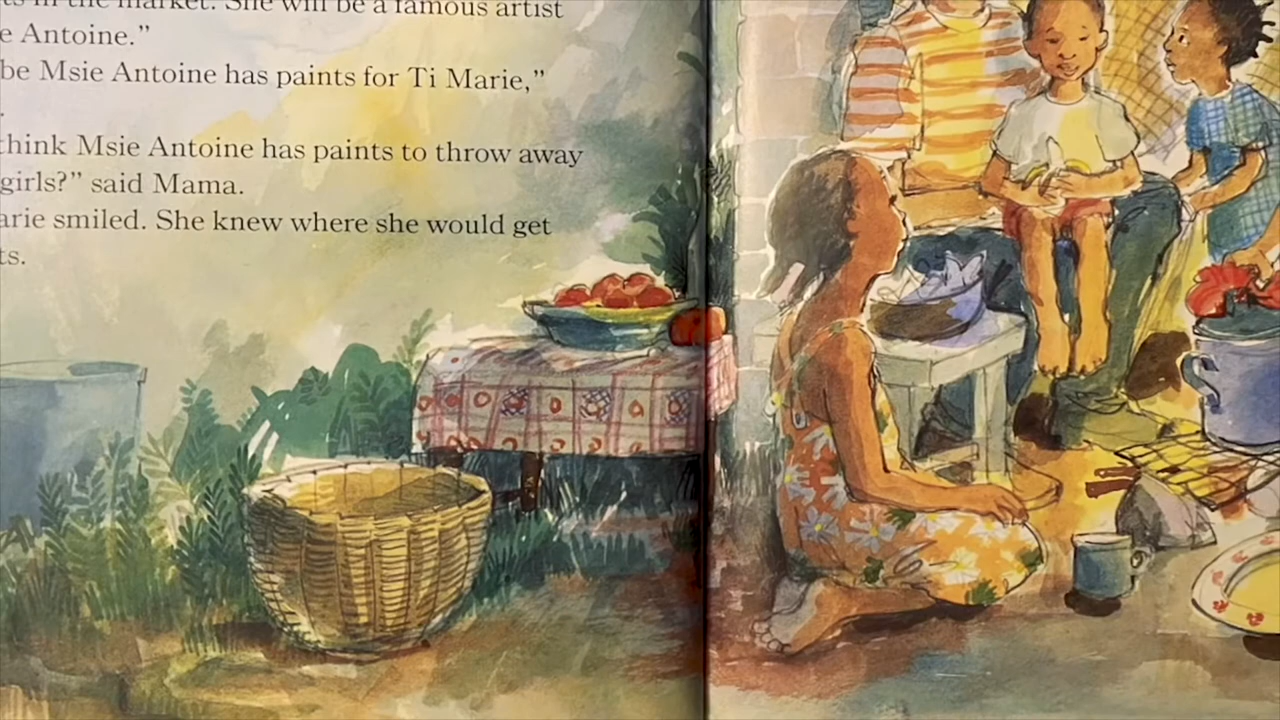 in the market. She will be a famous artist
e Antoine.”
be Msie Antoine has paints for Ti Marie,”
.
think Msie Antoine has paints to throw away
girls?” said Mama.
arie smiled. She knew where she would get
ts.